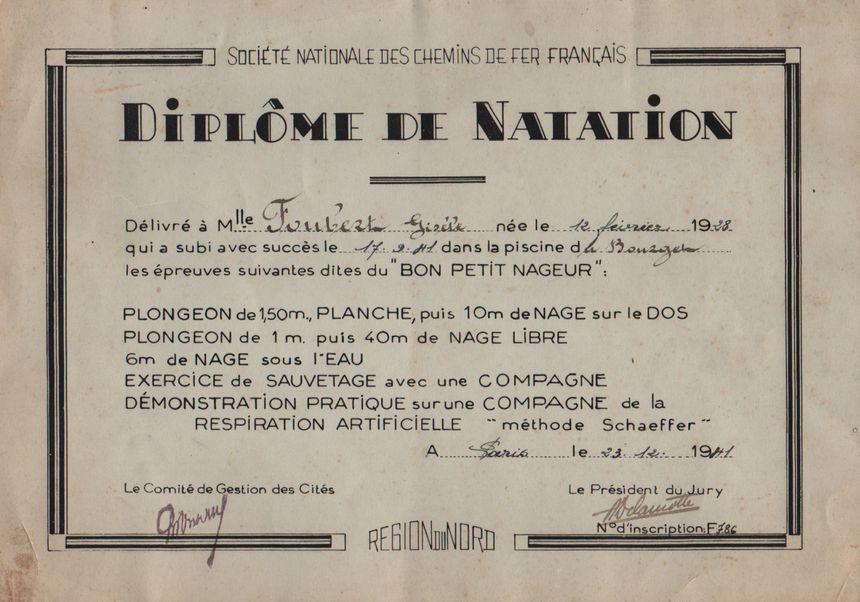 SOCIÉTÉ NATIONALE DES CHEMINS DE FER FRANÇAIS
DIPLÔME DE NATATION
Délivré à Mlle Foubert Gisèle née le 12 février 1928
qui a subi avec succès le 17.9.41 dans la piscine du Bourget
les épreuves suivantes dites du "BON PETIT NAGEUR":
PLONGEON de 1,50m., PLANCHE, puis 10m de NAGE sur le DOS
PLONGEON de 1m. puis 40m de NAGE LIBRE
6m de NAGE sous l'EAU
EXERCICE de SAUVETAGE avec une COMPAGNE
DÉMONSTRATION PRATIQUE sur une COMPAGNE de la
RESPIRATION ARTIFICIELLE "méthode Schaeffer"
A Paris le 23.12.1941
Le Comité de Gestion des Cités
Le Président du Jury
Delamotte
N° d'inscription: F786
REGION DU NORD